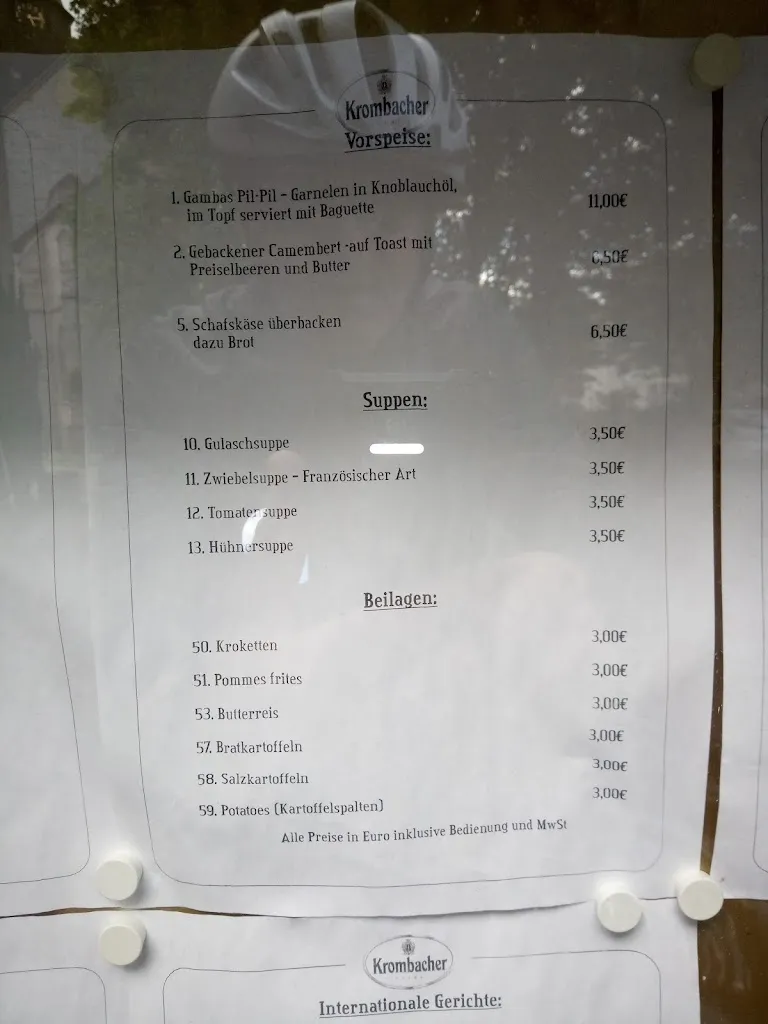 Krombacher
Vorspeise:
1. Gambas Pil-Pil – Garnelen in Knoblauchöl, 11,00€
im Topf serviert mit Baguette
2. Gebackener Camembert -auf Toast mit 6,50€
Preiselbeeren und Butter
5. Schafskäse überbacken 6,50€
dazu Brot
Suppen:
10. Gulaschsuppe 3,50€
11. Zwiebelsuppe – Französischer Art 3,50€
12. Tomatensuppe 3,50€
13. Hühnersuppe 3,50€
Beilagen:
50. Kroketten 3,00€
51. Pommes frites 3,00€
53. Butterreis 3,00€
57. Bratkartoffeln 3,00€
58. Salzkartoffeln 3,00€
59. Potatoes (Kartoffelspalten) 3,00€
Alle Preise in Euro inklusive Bedienung und MwSt
Krombacher
Internationale Gerichte: